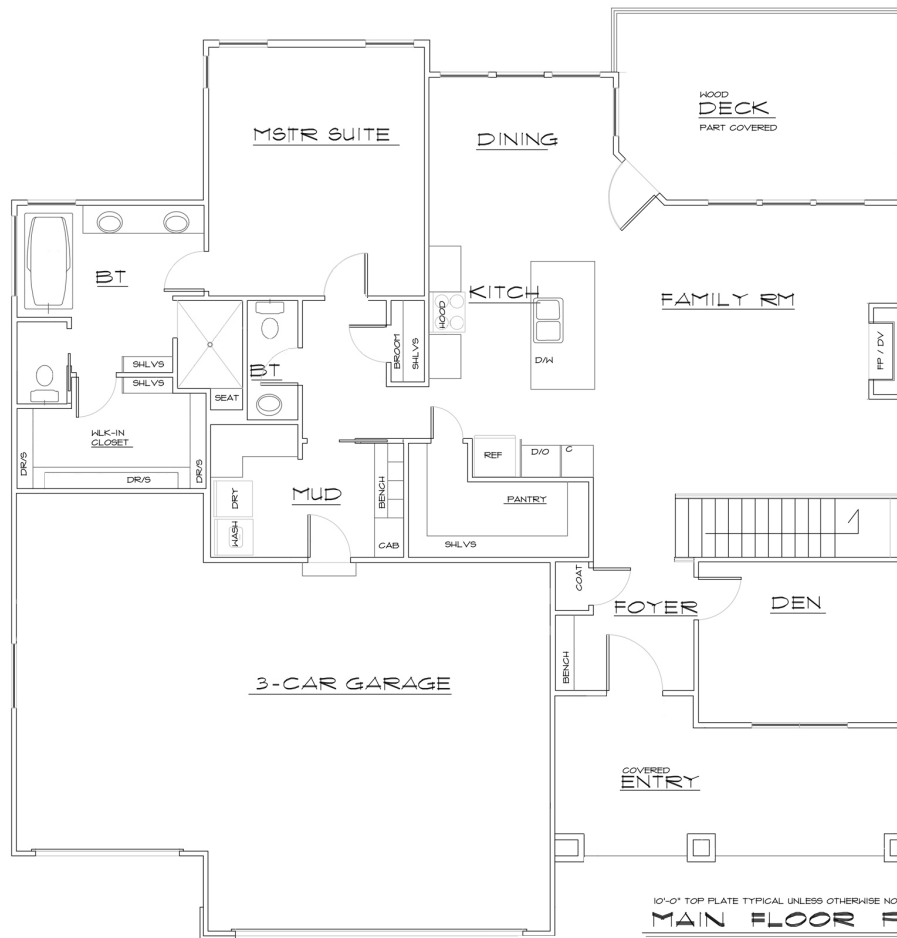 WOOD
DECK
PART COVERED
MSTR SUITE
DINING
BT
KITCH
FAMILY RM
HOOD
BROOM
SHLVS
D/W
FP / DV
SHLVS
SHLVS
BT
SEAT
WLK-IN
CLOSET
DR/S
DR/S
DR/S
REF
D/O
C
MUD
DRY
WASH
BENCH
CAB
PANTRY
SHLVS
COAT
FOYER
DEN
BENCH
3-CAR GARAGE
COVERED
ENTRY
10'-0" TOP PLATE TYPICAL UNLESS OTHERWISE NO
MAIN FLOOR P